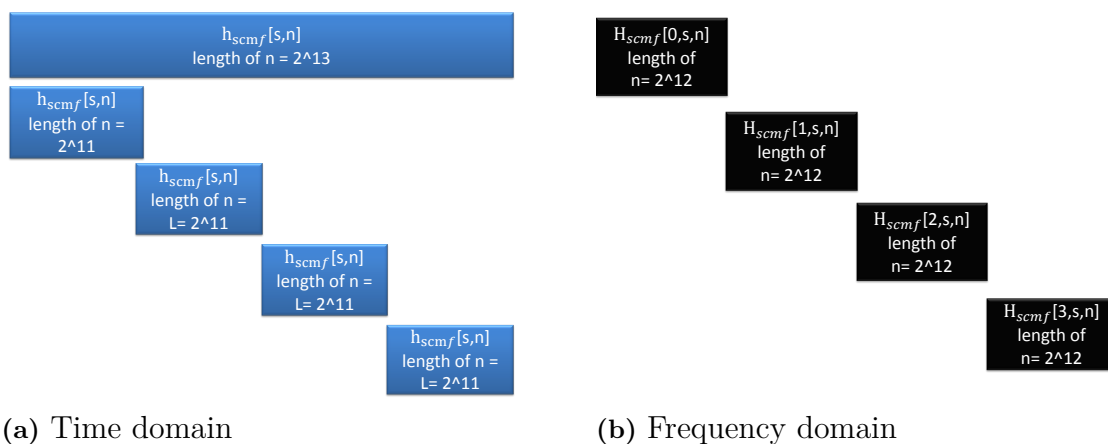 h_scmf[s,n]
length of n = 2^13
h_scmf[s,n]
length of n =
2^11
h_scmf[s,n]
length of n =
L= 2^11
h_scmf[s,n]
length of n =
L= 2^11
h_scmf[s,n]
length of n =
L= 2^11
(a) Time domain
H_scmf[0,s,n]
length of
n= 2^12
H_scmf[1,s,n]
length of
n= 2^12
H_scmf[2,s,n]
length of
n= 2^12
H_scmf[3,s,n]
length of
n= 2^12
(b) Frequency domain